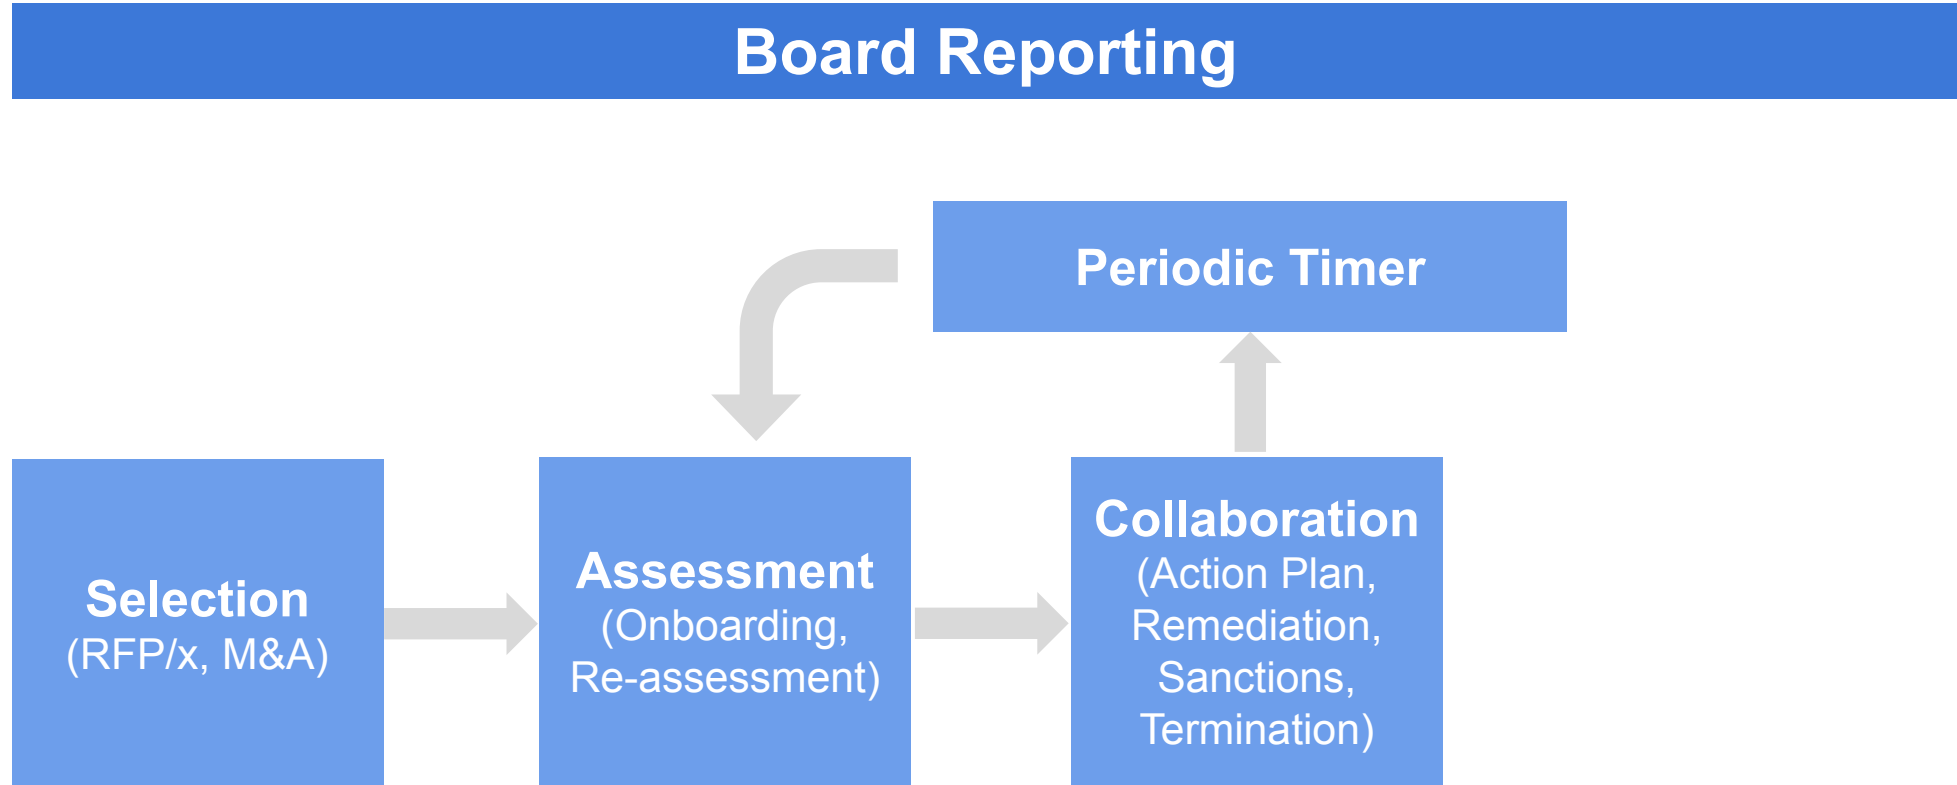 Board Reporting
Periodic Timer
Selection
(RFP/x, M&A)
Assessment
(Onboarding,
Re-assessment)
Collaboration
(Action Plan,
Remediation,
Sanctions,
Termination)